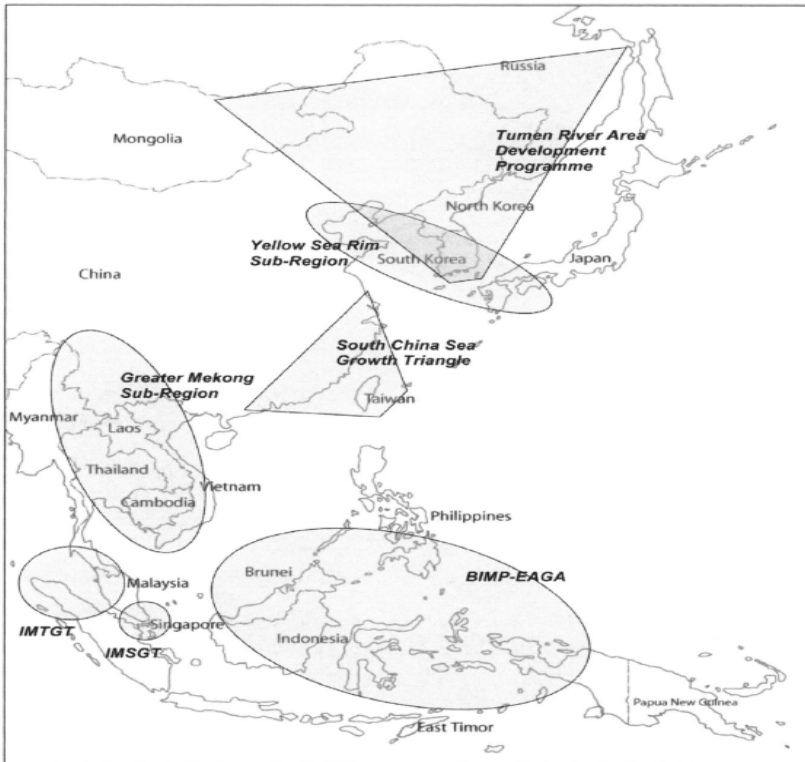 Russia
Mongolia
Tumen River Area
Development
Programme
North Korea
Yellow Sea Rim
Sub-Region
South Korea
Japan
China
South China Sea
Growth Triangle
Greater Mekong
Sub-Region
Taiwan
Myanmar
Laos
Thailand
Vietnam
Cambodia
Philippines
Brunei
BIMP-EAGA
Malaysia
Singapore
IMTGT
Indonesia
IMSGT
Papua New Guinea
East Timor